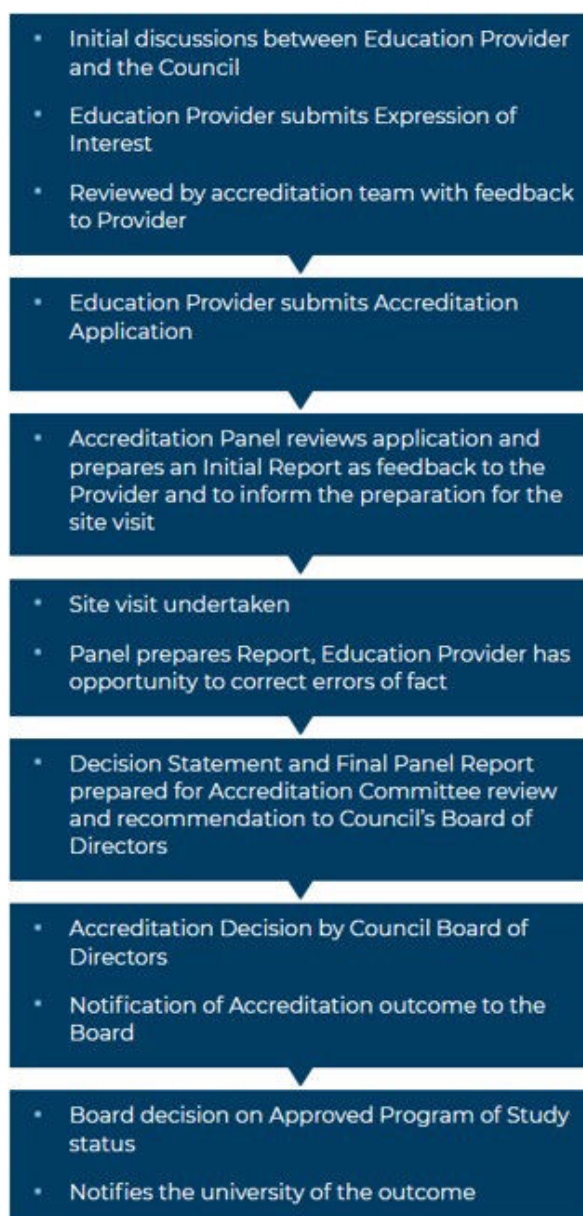 • Initial discussions between Education Provider
and the Council
• Education Provider submits Expression of
Interest
• Reviewed by accreditation team with feedback
to Provider
• Education Provider submits Accreditation
Application
• Accreditation Panel reviews application and
prepares an Initial Report as feedback to the
Provider and to inform the preparation for the
site visit
• Site visit undertaken
• Panel prepares Report, Education Provider has
opportunity to correct errors of fact
• Decision Statement and Final Panel Report
prepared for Accreditation Committee review
and recommendation to Council's Board of
Directors
• Accreditation Decision by Council Board of
Directors
• Notification of Accreditation outcome to the
Board
• Board decision on Approved Program of Study
status
• Notifies the university of the outcome